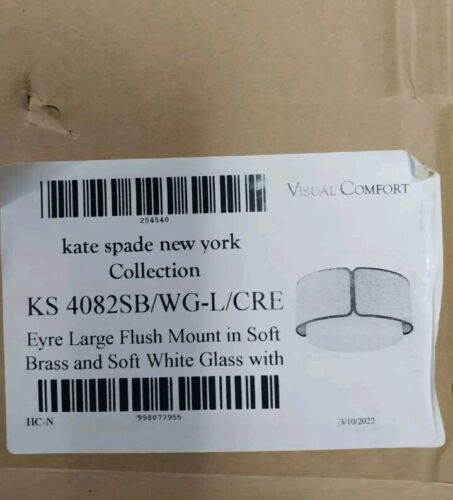 254540
VISUAL COMFORT
kate spade new york
Collection
KS 4082SB/WG-L/CRE
Eyre Large Flush Mount in Soft
Brass and Soft White Glass with
HC-N
998077955
3/10/2022